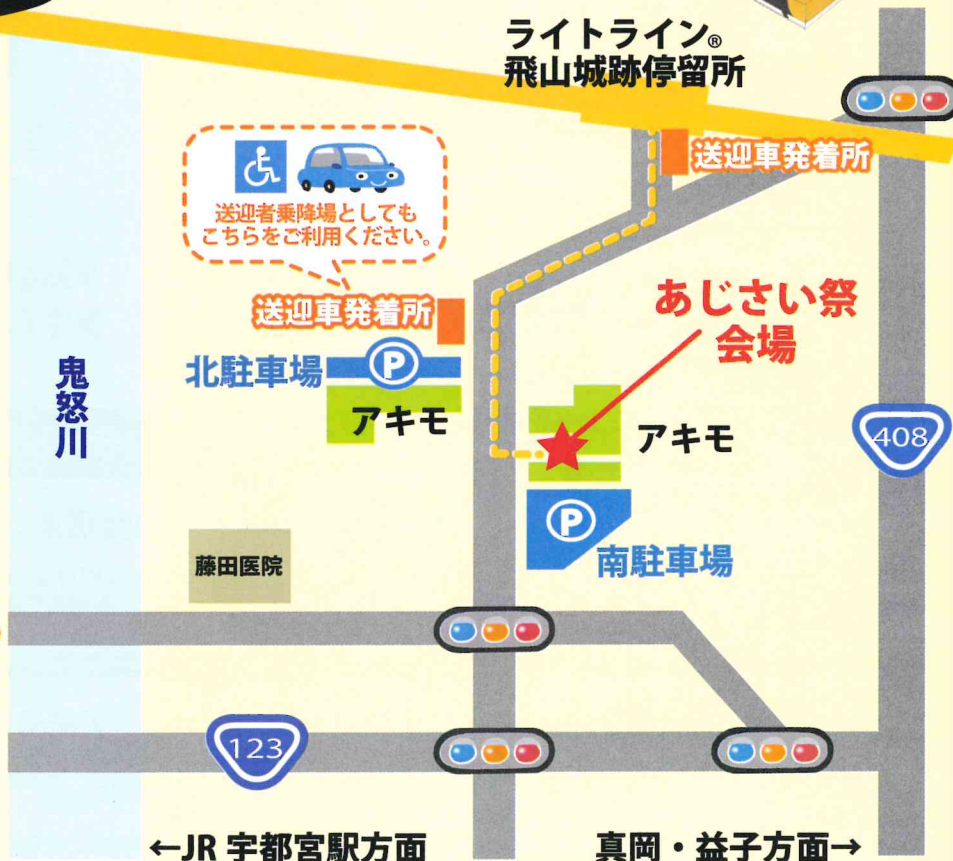 ライトライン®
飛山城跡停留所
送迎車発着所
送迎者乗降場としても
こちらをご利用ください。
送迎車発着所
あじさい祭
会場
北駐車場
P
アキモ
アキモ
鬼怒川
408
P
南駐車場
藤田医院
123
←JR 宇都宮駅方面
真岡・益子方面→